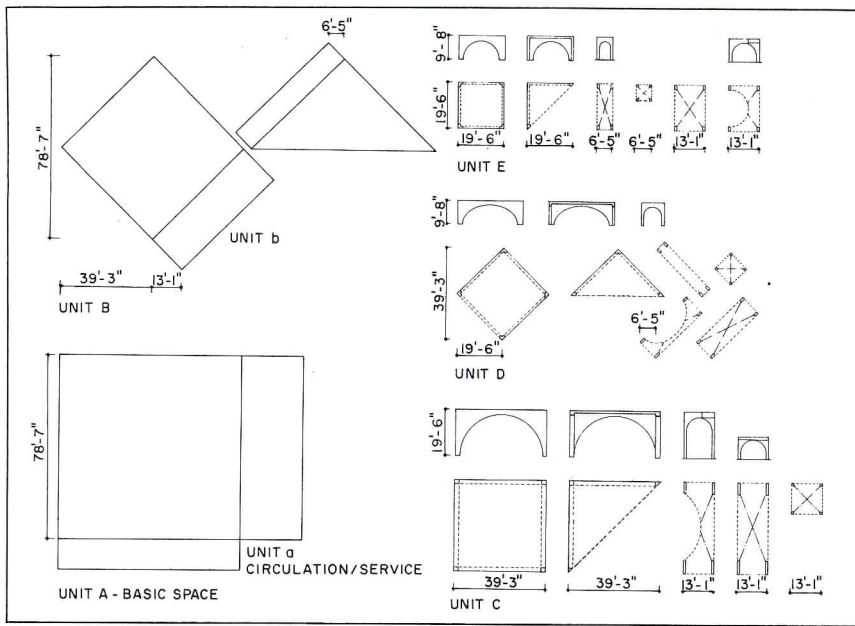 6'-5"
78'-7"
UNIT b
39'-3"
13'-1"
UNIT B
78'-7"
UNIT a
CIRCULATION/SERVICE
UNIT A - BASIC SPACE
9'-8"
19'-6"
19'-6"
19'-6"
6'-5"
6'-5"
13'-1"
13'-1"
UNIT E
9'-8"
39'-3"
6'-5"
19'-6"
UNIT D
19'-6"
39'-3"
39'-3"
13'-1"
13'-1"
13'-1"
UNIT C